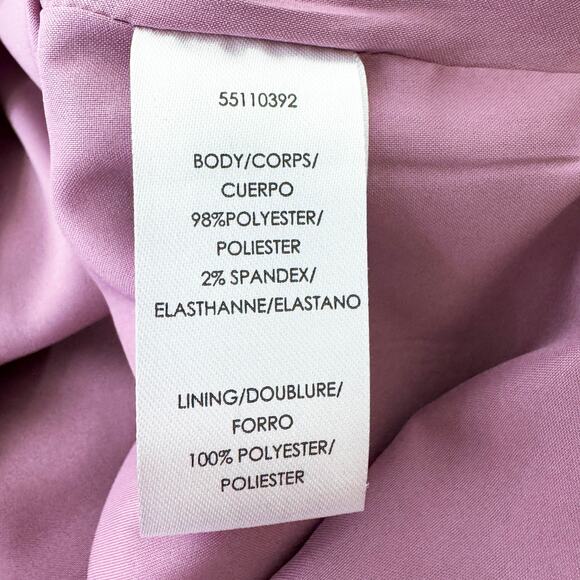 55110392
BODY/CORPS/
CUERPO
98%POLYESTER/
POLIESTER
2% SPANDEX/
ELASTHANNE/ELASTANO
LINING/DOUBLURE/
FORRO
100% POLYESTER/
POLIESTER